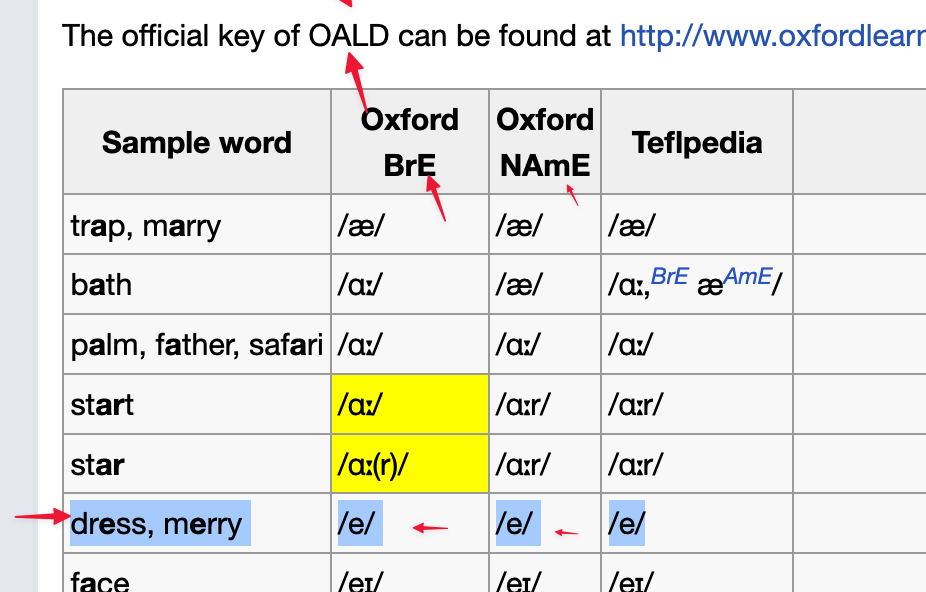 The official key of OALD can be found at http://www.oxfordlearn
Sample word Oxford BrE Oxford NAmE Teflpedia
trap, marry /æ/ /æ/ /æ/
bath /ɑː/ /æ/ /ɑː,BrE æAmE/
palm, father, safari /ɑː/ /ɑː/ /ɑː/
start /ɑː/ /ɑːr/ /ɑːr/
star /ɑː(r)/ /ɑːr/ /ɑːr/
dress, merry /e/ /e/ /e/
face /eɪ/ /eɪ/ /eɪ/